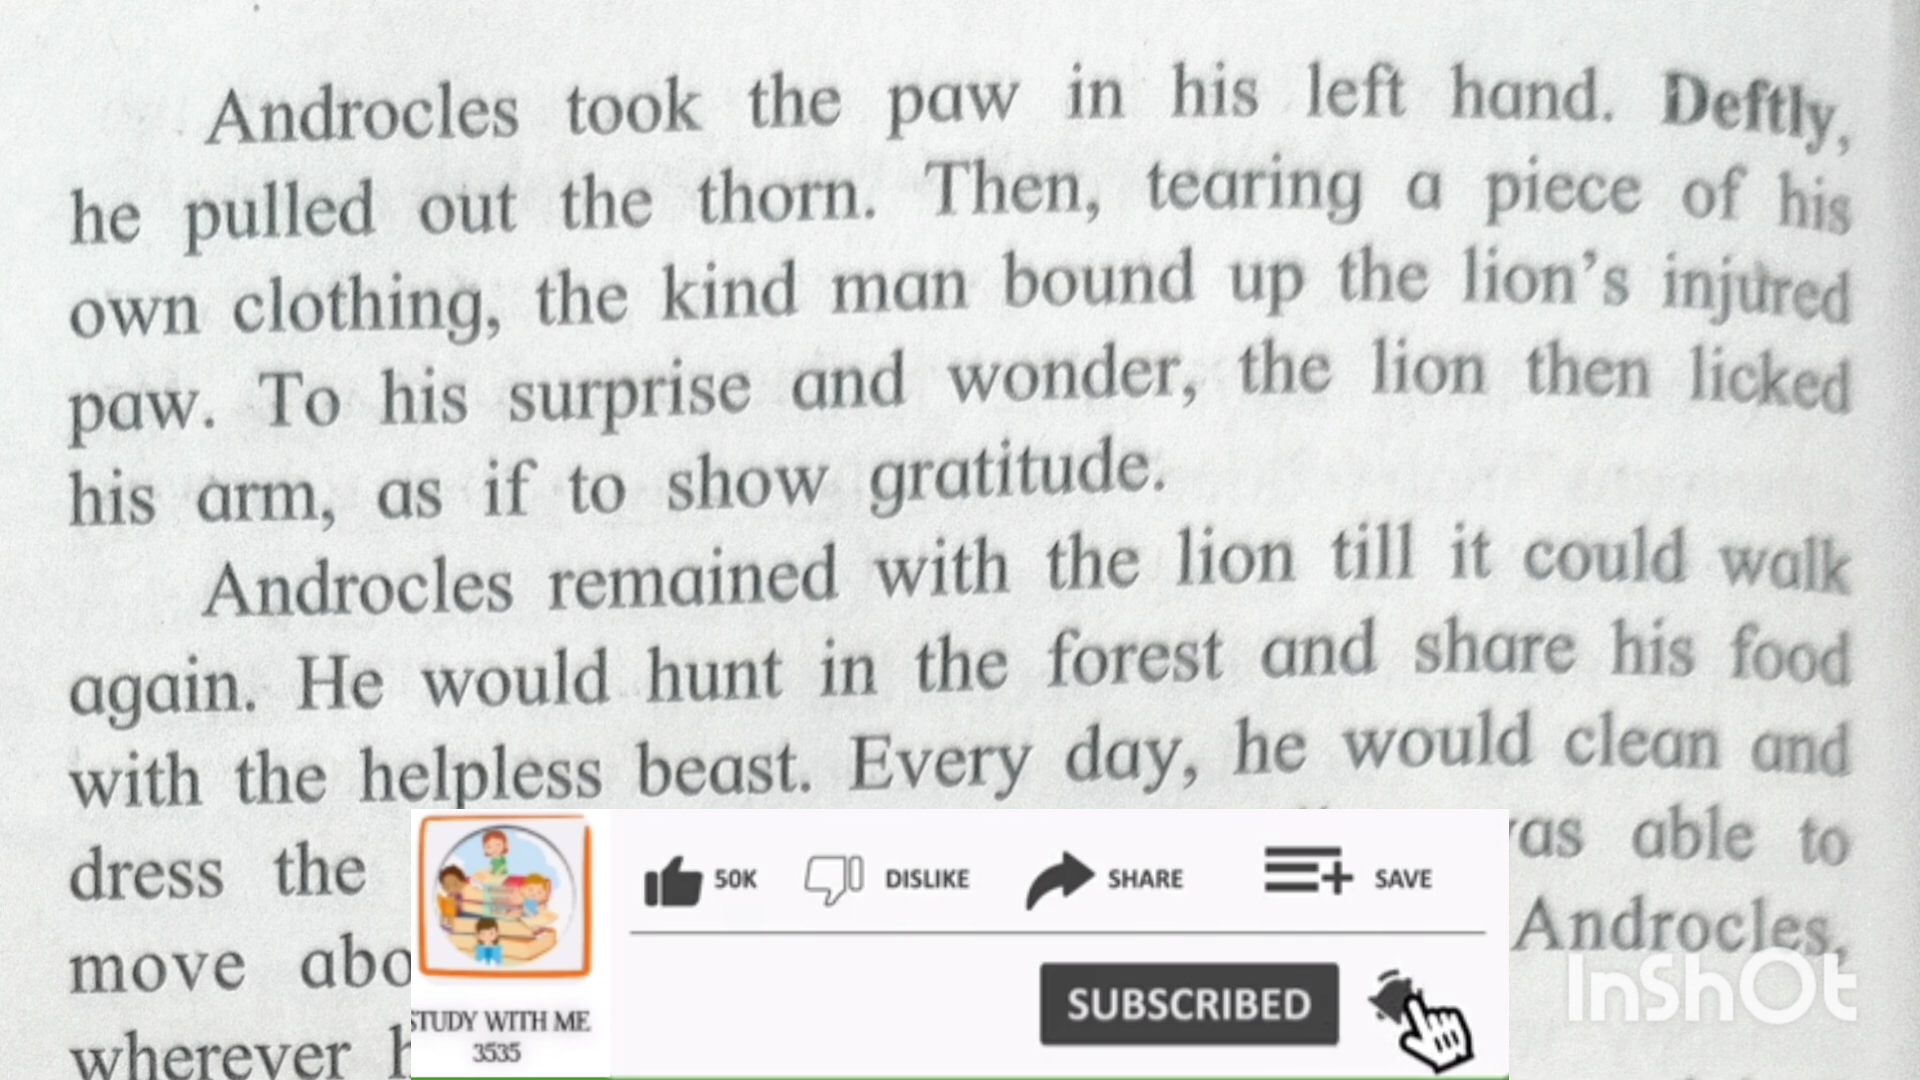 Androcles took the paw in his left hand. Deftly,
he pulled out the thorn. Then, tearing a piece of his
own clothing, the kind man bound up the lion's injured
paw. To his surprise and wonder, the lion then licked
his arm, as if to show gratitude.
Androcles remained with the lion till it could walk
again. He would hunt in the forest and share his food
with the helpless beast. Every day, he would clean and
dress the
able to
move
Androcles,
wherever
50K DISLIKE SHARE SAVE
SUBSCRIBED
STUDY WITH ME
3535
InShOt